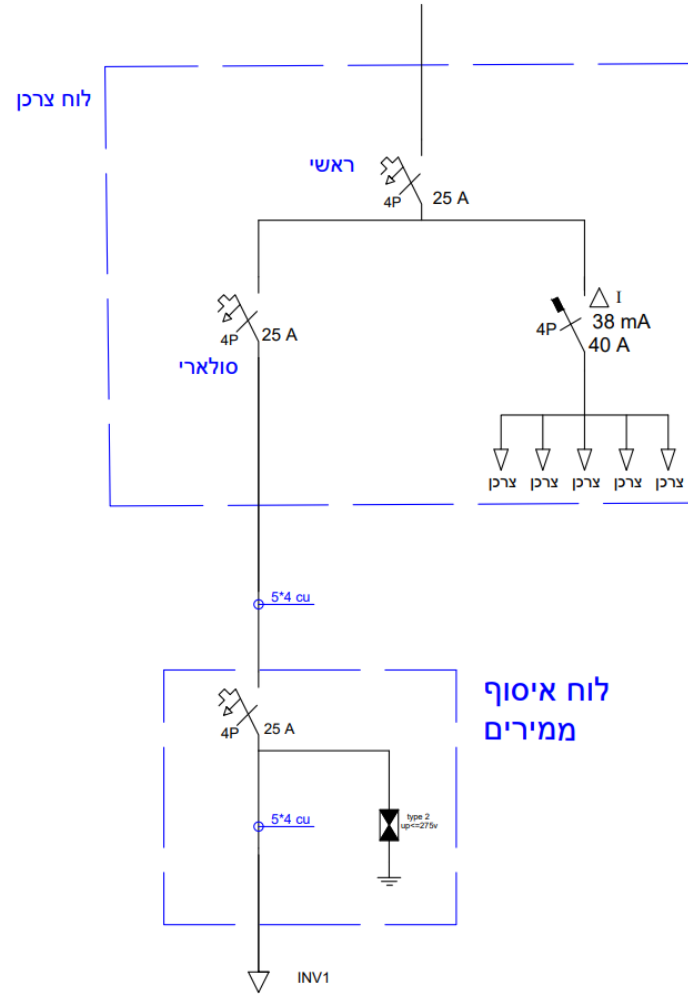 לוח צרכן
ראשי
4P
25 A
4P
25 A
סולארי
△ I
38 mA
4P
40 A
צרכן צרכן צרכן צרכן צרכן
5*4 cu
לוח איסוף
ממירים
4P
25 A
type 2
up<=275v
5*4 cu
INV1